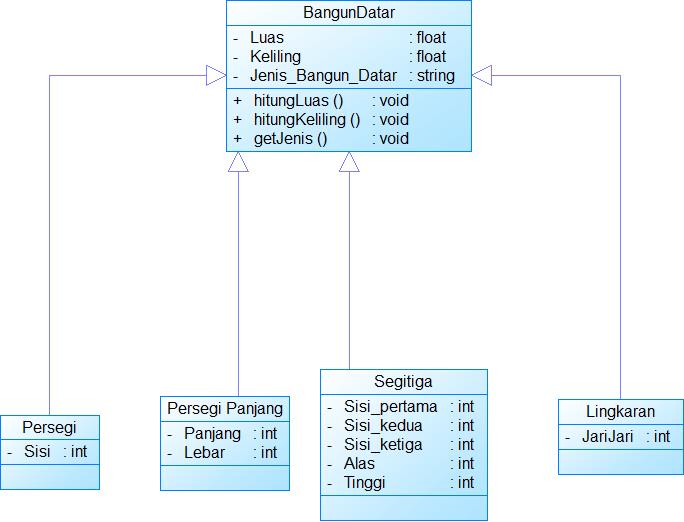 BangunDatar
- Luas : float
- Keliling : float
- Jenis_Bangun_Datar : string
+ hitungLuas () : void
+ hitungKeliling () : void
+ getJenis () : void
Persegi
- Sisi : int
Persegi Panjang
- Panjang : int
- Lebar : int
Segitiga
- Sisi_pertama : int
- Sisi_kedua : int
- Sisi_ketiga : int
- Alas : int
- Tinggi : int
Lingkaran
- JariJari : int